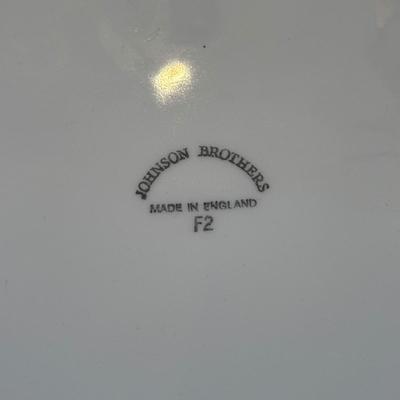 JOHNSON BROTHERS
MADE IN ENGLAND
F2